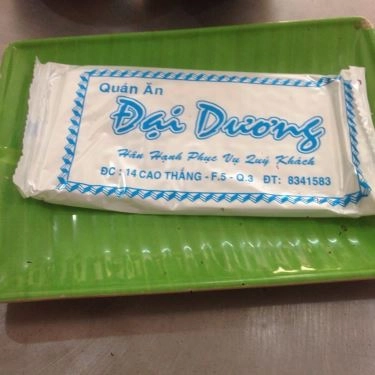 Quán Ăn
Đại Dương
Hân Hạnh Phục Vụ Quý Khách
ĐC : 14 CAO THẮNG - F.5 - Q.3 ĐT: 8341583